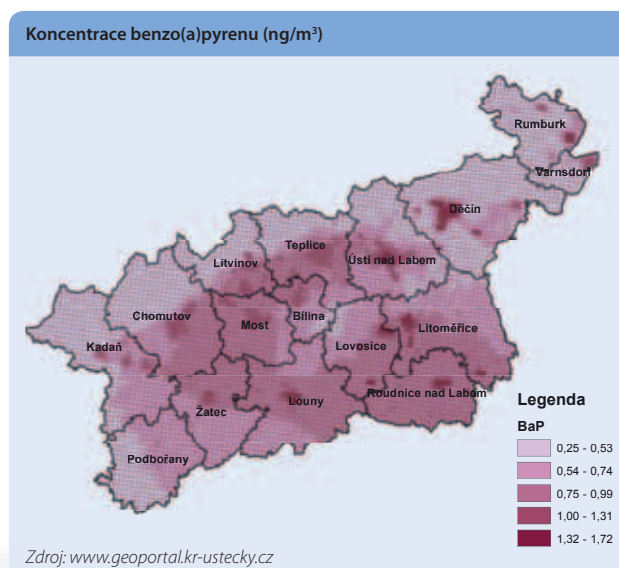 Koncentrace benzo(a)pyrenu (ng/m³)
Rumburk
Varnsdorf
Děčín
Teplice
Ústí nad Labem
Litvínov
Chomutov
Most
Bílina
Litoměřice
Lovosice
Kadaň
Roudnice nad Labem
Louny
Žatec
Podbořany
Legenda
BaP
0,25 - 0,53
0,54 - 0,74
0,75 - 0,99
1,00 - 1,31
1,32 - 1,72
Zdroj: www.geoportal.kr-ustecky.cz